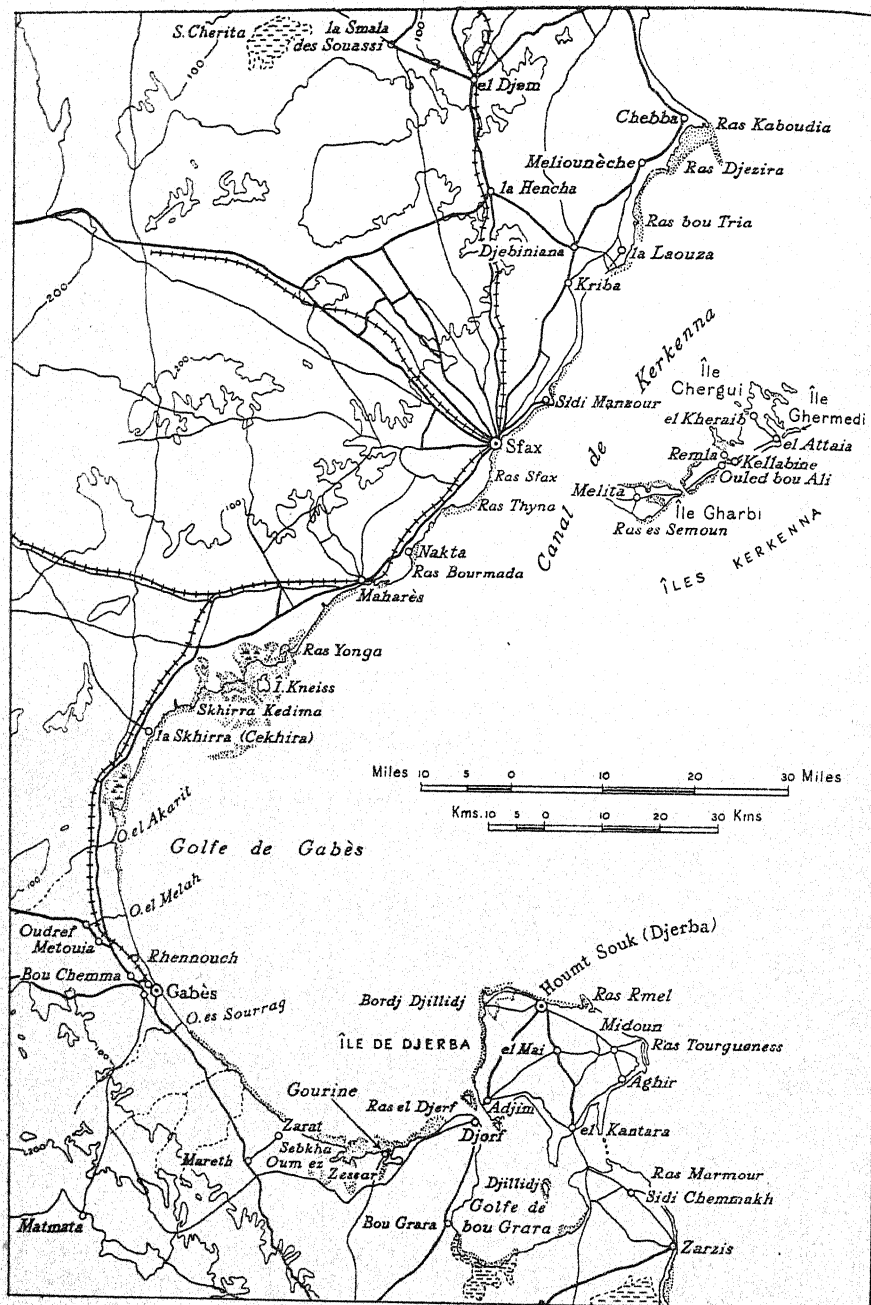 S. Cherita
la Smala
des Souassi
100
100
el Djem
Chebba
Ras Kaboudia
Meliounèche
Ras Djezira
la Hencha
Ras bou Tria
Djebiniana
la Laouza
200
Kriba
Canal de Kerkenna
Île
Chergui
Île
Ghermedi
200
Sidi Manzour
el Kheraib
el Attaia
Sfax
Remla
Kellabine
Ouled bou Ali
Ras Sfax
Melita
Ras Thyna
Île Gharbi
Ras es Semoun
100
Nakta
ÎLES KERKENNA
Ras Bourmada
Maharès
Ras Yonga
Î. Kneiss
Skhirra Kedima
la Skhirra (Cekhira)
Miles 10 5 0 10 20 30 Miles
Kms. 10 5 0 10 20 30 Kms
O. el Akarit
Golfe de Gabès
100
O. el Melah
Oudref
Metouia
Rhennouch
Houmt Souk (Djerba)
Bou Chemma
Gabès
Bordj Djillidj
Ras Rmel
O. es Sourrag
Midoun
ÎLE DE DJERBA
el Mai
Ras Tourgueness
100
Aghir
Gourine
Ras el Djerf
Adjim
Zarat
Djorf
el Kantara
200
Sebkha
Oum ez
Zessar
Mareth
Ras Marmour
Djillidj
Sidi Chemmakh
Matmata
Bou Grara
Golfe de
bou Grara
Zarzis